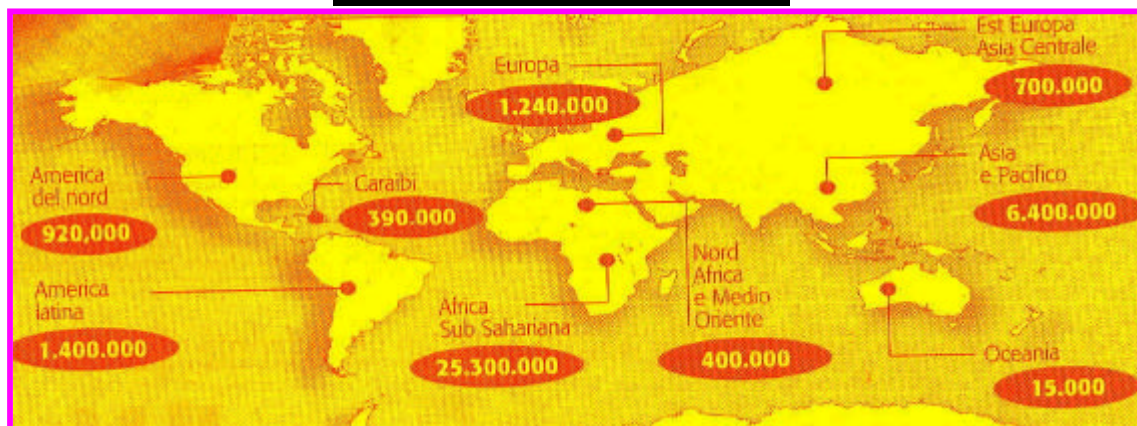 Est Europa
Asia Centrale
700.000
Europa
1.240.000
America
del nord
920,000
Caraibi
390.000
Asia
e Pacifico
6.400.000
America
latina
1.400.000
Africa
Sub Sahariana
25.300.000
Nord
Africa
e Medio
Oriente
400.000
Oceania
15.000